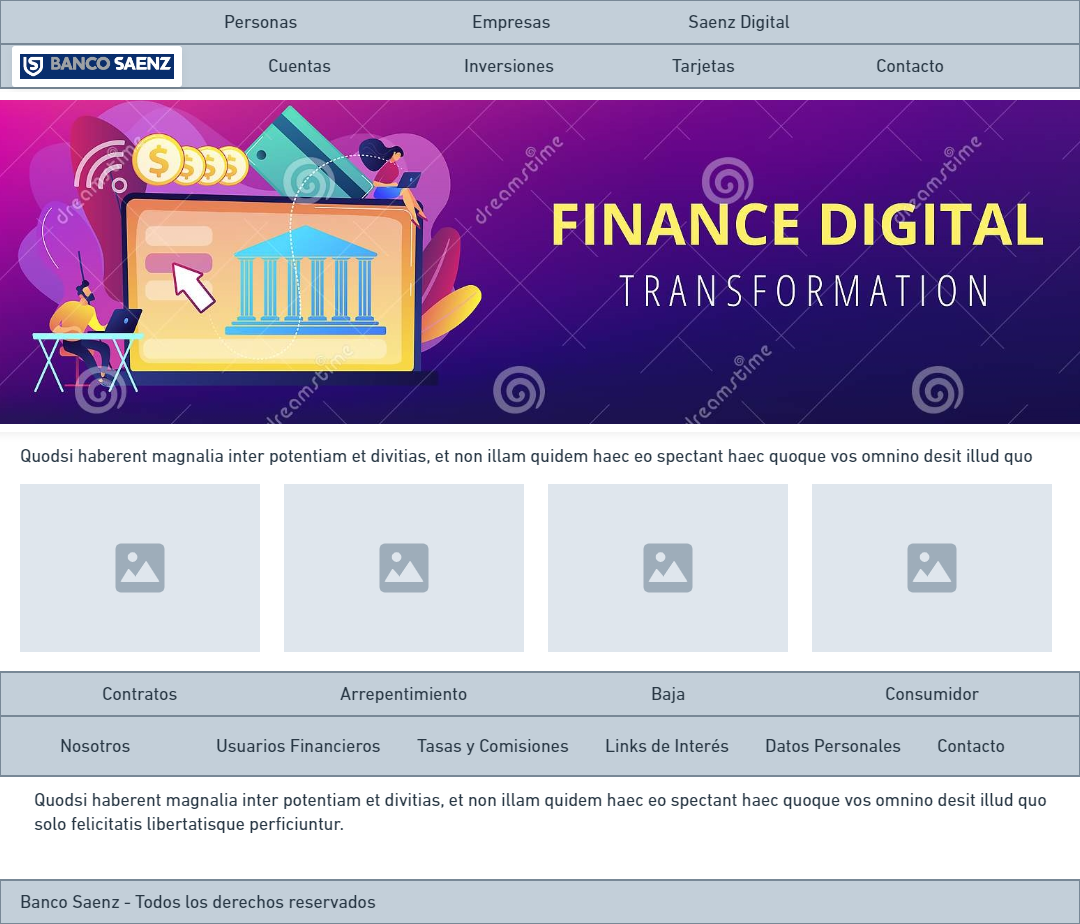 Personas Empresas Saenz Digital
BANCO SAENZ Cuentas Inversiones Tarjetas Contacto
dreamstime dreamstime dreamstime
FINANCE DIGITAL
TRANSFORMATION
dreamstime dreamstime
Quodsi haberent magnalia inter potentiam et divitias, et non illam quidem haec eo spectant haec quoque vos omnino desit illud quo
Contratos Arrepentimiento Baja Consumidor
Nosotros Usuarios Financieros Tasas y Comisiones Links de Interés Datos Personales Contacto
Quodsi haberent magnalia inter potentiam et divitias, et non illam quidem haec eo spectant haec quoque vos omnino desit illud quo
solo felicitatis libertatisque perficiuntur.
Banco Saenz - Todos los derechos reservados